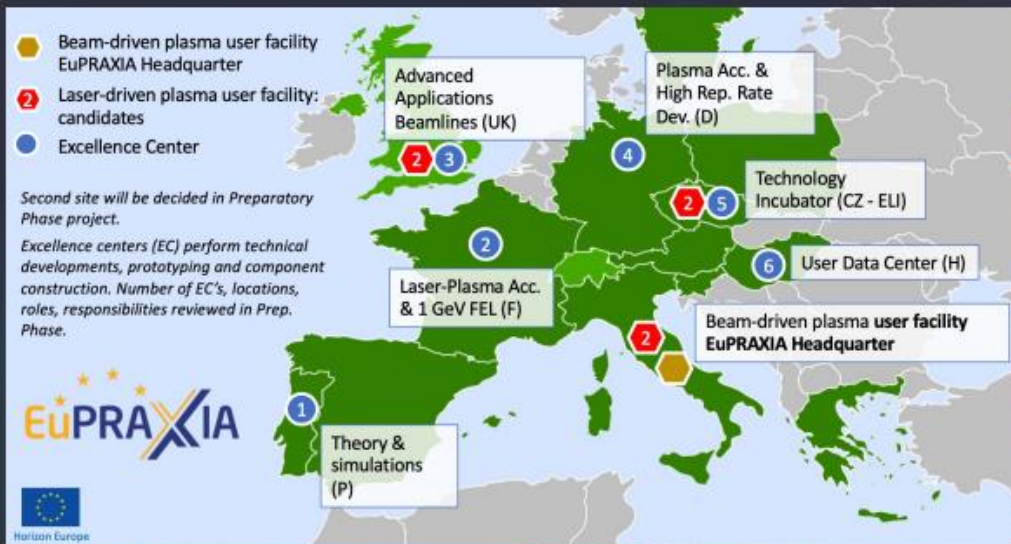 Beam-driven plasma user facility
EuPRAXIA Headquarter
2
Laser-driven plasma user facility:
candidates
Excellence Center
Second site will be decided in Preparatory
Phase project.
Excellence centers (EC) perform technical
developments, prototyping and component
construction. Number of EC's, locations,
roles, responsibilities reviewed in Prep.
Phase.
EuPRAXIA
Horizon Europe
Advanced
Applications
Beamlines (UK)
2
3
Plasma Acc. &
High Rep. Rate
Dev. (D)
4
Technology
Incubator (CZ - ELI)
2
5
2
Laser-Plasma Acc.
& 1 GeV FEL (F)
6
User Data Center (H)
Beam-driven plasma user facility
EuPRAXIA Headquarter
2
1
Theory &
simulations
(P)